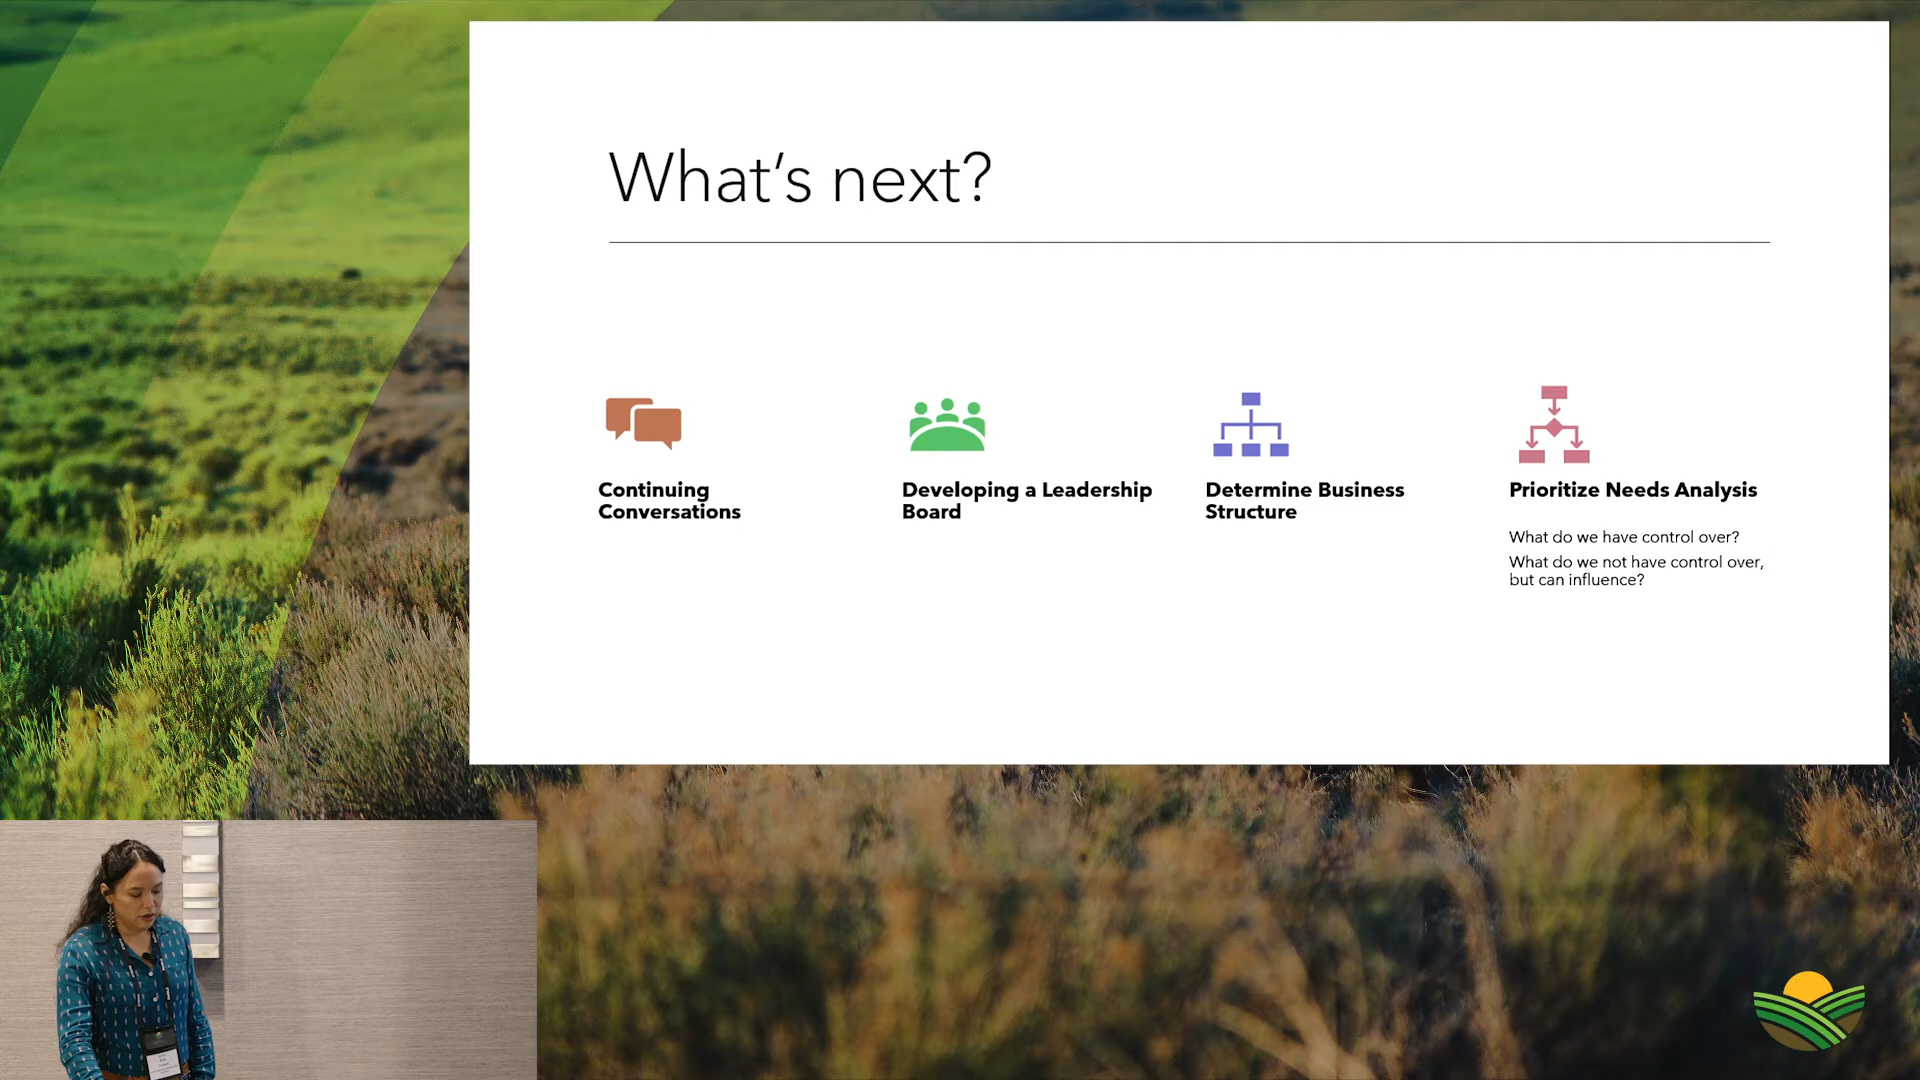 What's next?
Continuing
Conversations
Developing a Leadership
Board
Determine Business
Structure
Prioritize Needs Analysis
What do we have control over?
What do we not have control over,
but can influence?